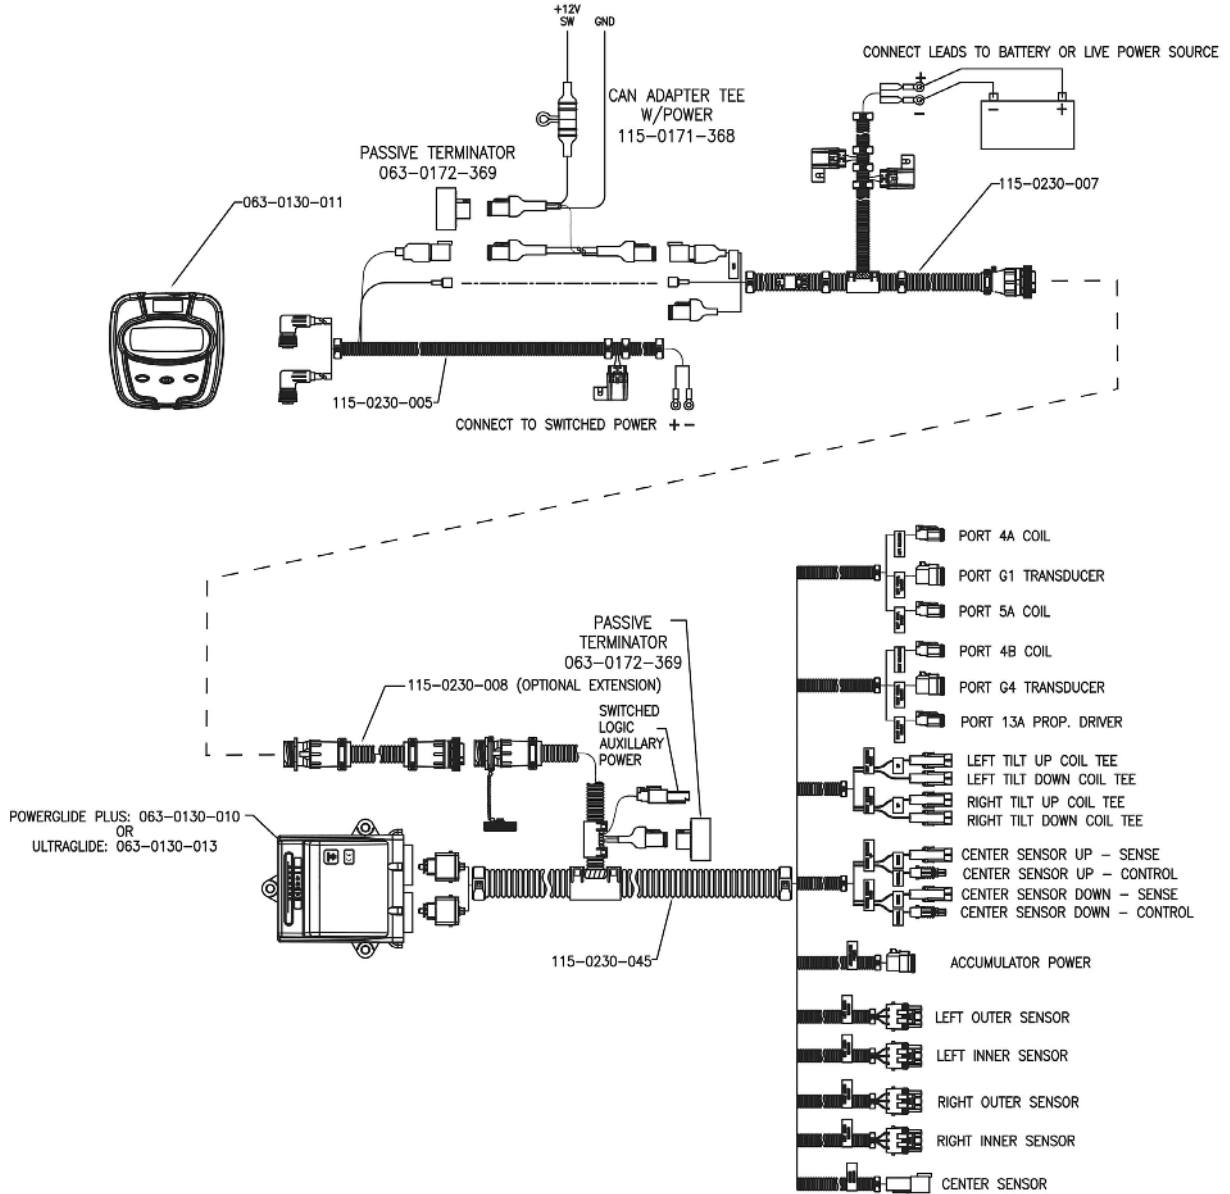 +12V
SW
GND
CONNECT LEADS TO BATTERY OR LIVE POWER SOURCE
+
-
- +
CAN ADAPTER TEE
W/POWER
115-0171-368
PASSIVE TERMINATOR
063-0172-369
063-0130-011
115-0230-007
115-0230-005
CONNECT TO SWITCHED POWER + -
PORT 4A COIL
PORT G1 TRANSDUCER
PORT 5A COIL
PORT 4B COIL
PORT G4 TRANSDUCER
PORT 13A PROP. DRIVER
PASSIVE
TERMINATOR
063-0172-369
115-0230-008 (OPTIONAL EXTENSION)
SWITCHED
LOGIC
AUXILLARY
POWER
LEFT TILT UP COIL TEE
LEFT TILT DOWN COIL TEE
RIGHT TILT UP COIL TEE
RIGHT TILT DOWN COIL TEE
POWERGLIDE PLUS: 063-0130-010
OR
ULTRAGLIDE: 063-0130-013
CENTER SENSOR UP - SENSE
CENTER SENSOR UP - CONTROL
CENTER SENSOR DOWN - SENSE
CENTER SENSOR DOWN - CONTROL
115-0230-045
ACCUMULATOR POWER
LEFT OUTER SENSOR
LEFT INNER SENSOR
RIGHT OUTER SENSOR
RIGHT INNER SENSOR
CENTER SENSOR